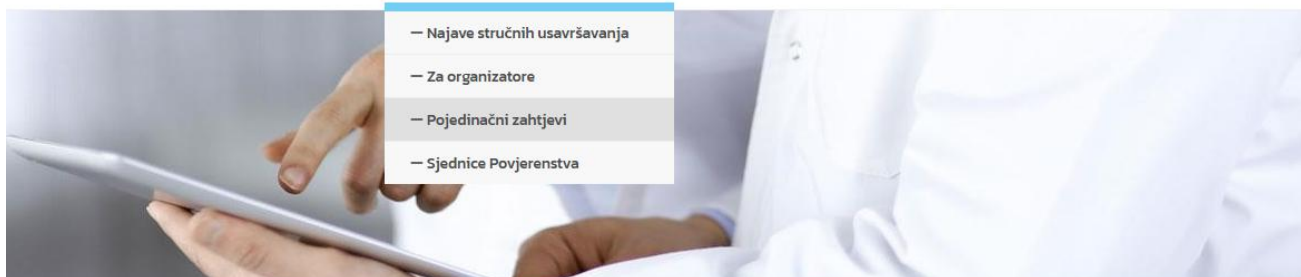 — Najave stručnih usavršavanja
— Za organizatore
— Pojedinačni zahtjevi
— Sjednice Povjerenstva